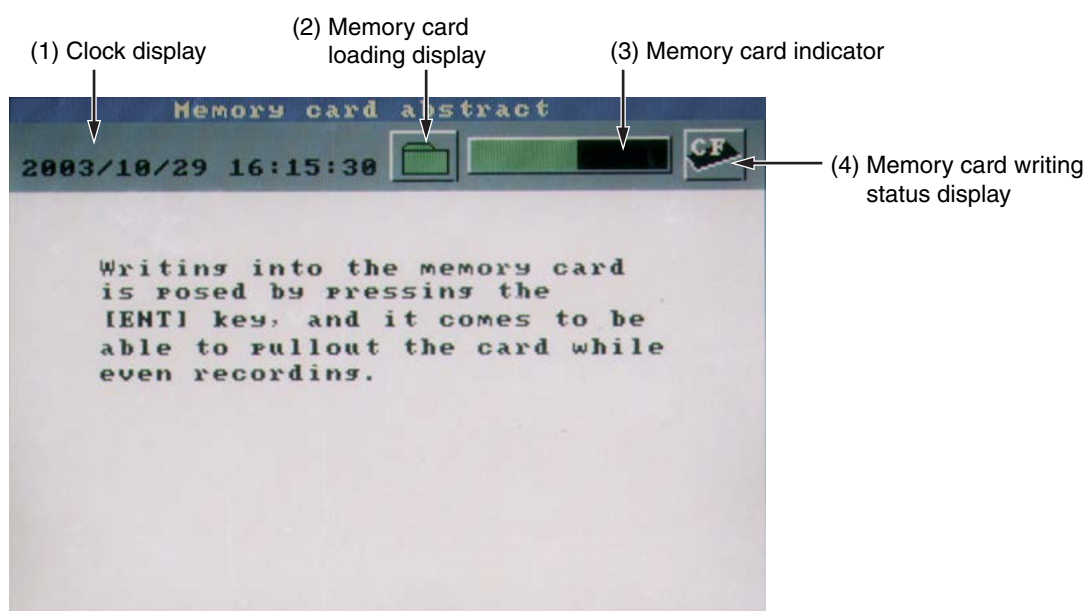 (1) Clock display
(2) Memory card
loading display
(3) Memory card indicator
Memory card abstract
2003/10/29 16:15:30
CF
(4) Memory card writing
status display
Writing into the memory card
is posed by pressing the
[ENT] key, and it comes to be
able to pullout the card while
even recording.